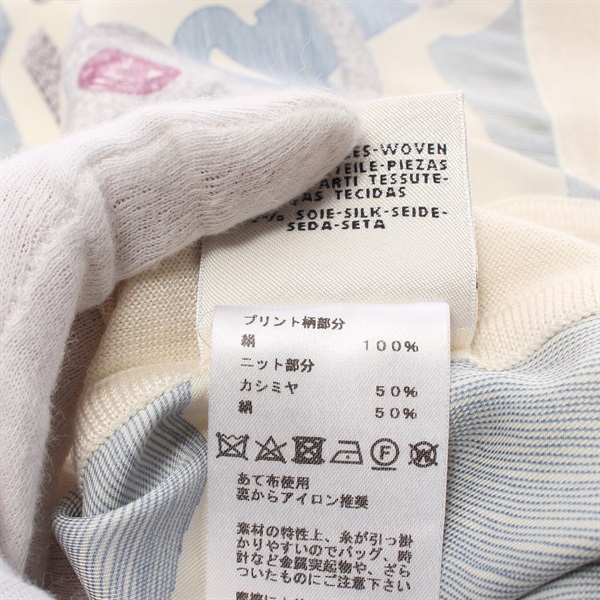 ES-WOVEN
TEILE-PIEZAS
ARTI TESSUTE-
AS TECIDAS
% SOIE-SILK-SEIDE-
SEDA-SETA
プリント柄部分
絹 100%
ニット部分
カシミヤ 50%
絹 50%
あて布使用
裏からアイロン推奨
素材の特性上、糸が引っ掛
かりやすいのでバッグ、時
計など金属突起物や、ざら
ついたものにご注意下さい